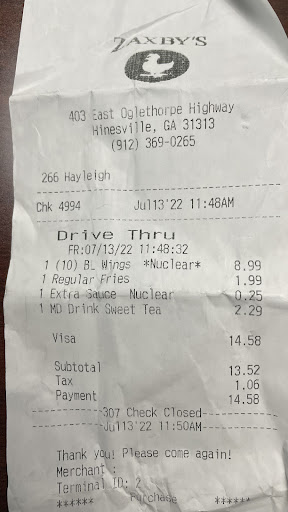 ZAXBY'S
403 East Oglethorpe Highway
Hinesville, GA 31313
(912) 369-0265
266 Hayleigh
Chk 4994 Jul13'22 11:48AM
Drive Thru
FR:07/13/22 11:48:32
1 (10) BL Wings *Nuclear* 8.99
1 Regular Fries 1.99
1 Extra Sauce Nuclear 0.25
1 MD Drink Sweet Tea 2.29
Visa 14.58
Subtotal 13.52
Tax 1.06
Payment 14.58
----------307 Check Closed----------
----------Jul13'22 11:50AM----------
Thank you! Please come again!
Merchant :
Terminal ID: 2
****** Purchase ******